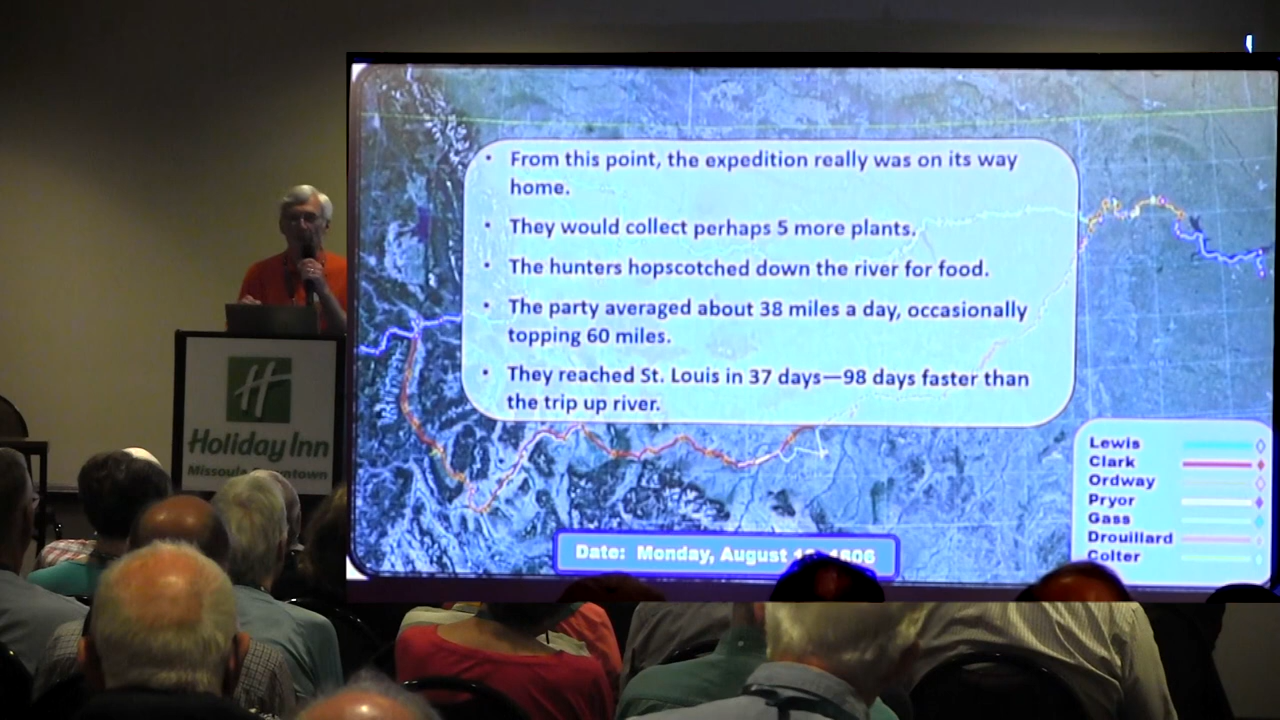 • From this point, the expedition really was on its way
home.
• They would collect perhaps 5 more plants.
• The hunters hopscotched down the river for food.
• The party averaged about 38 miles a day, occasionally
topping 60 miles.
• They reached St. Louis in 37 days—98 days faster than
the trip up river.
Holiday Inn
Lewis
Clark
Ordway
Pryor
Gass
Drouillard
Colter
Date: Monday, August 1806